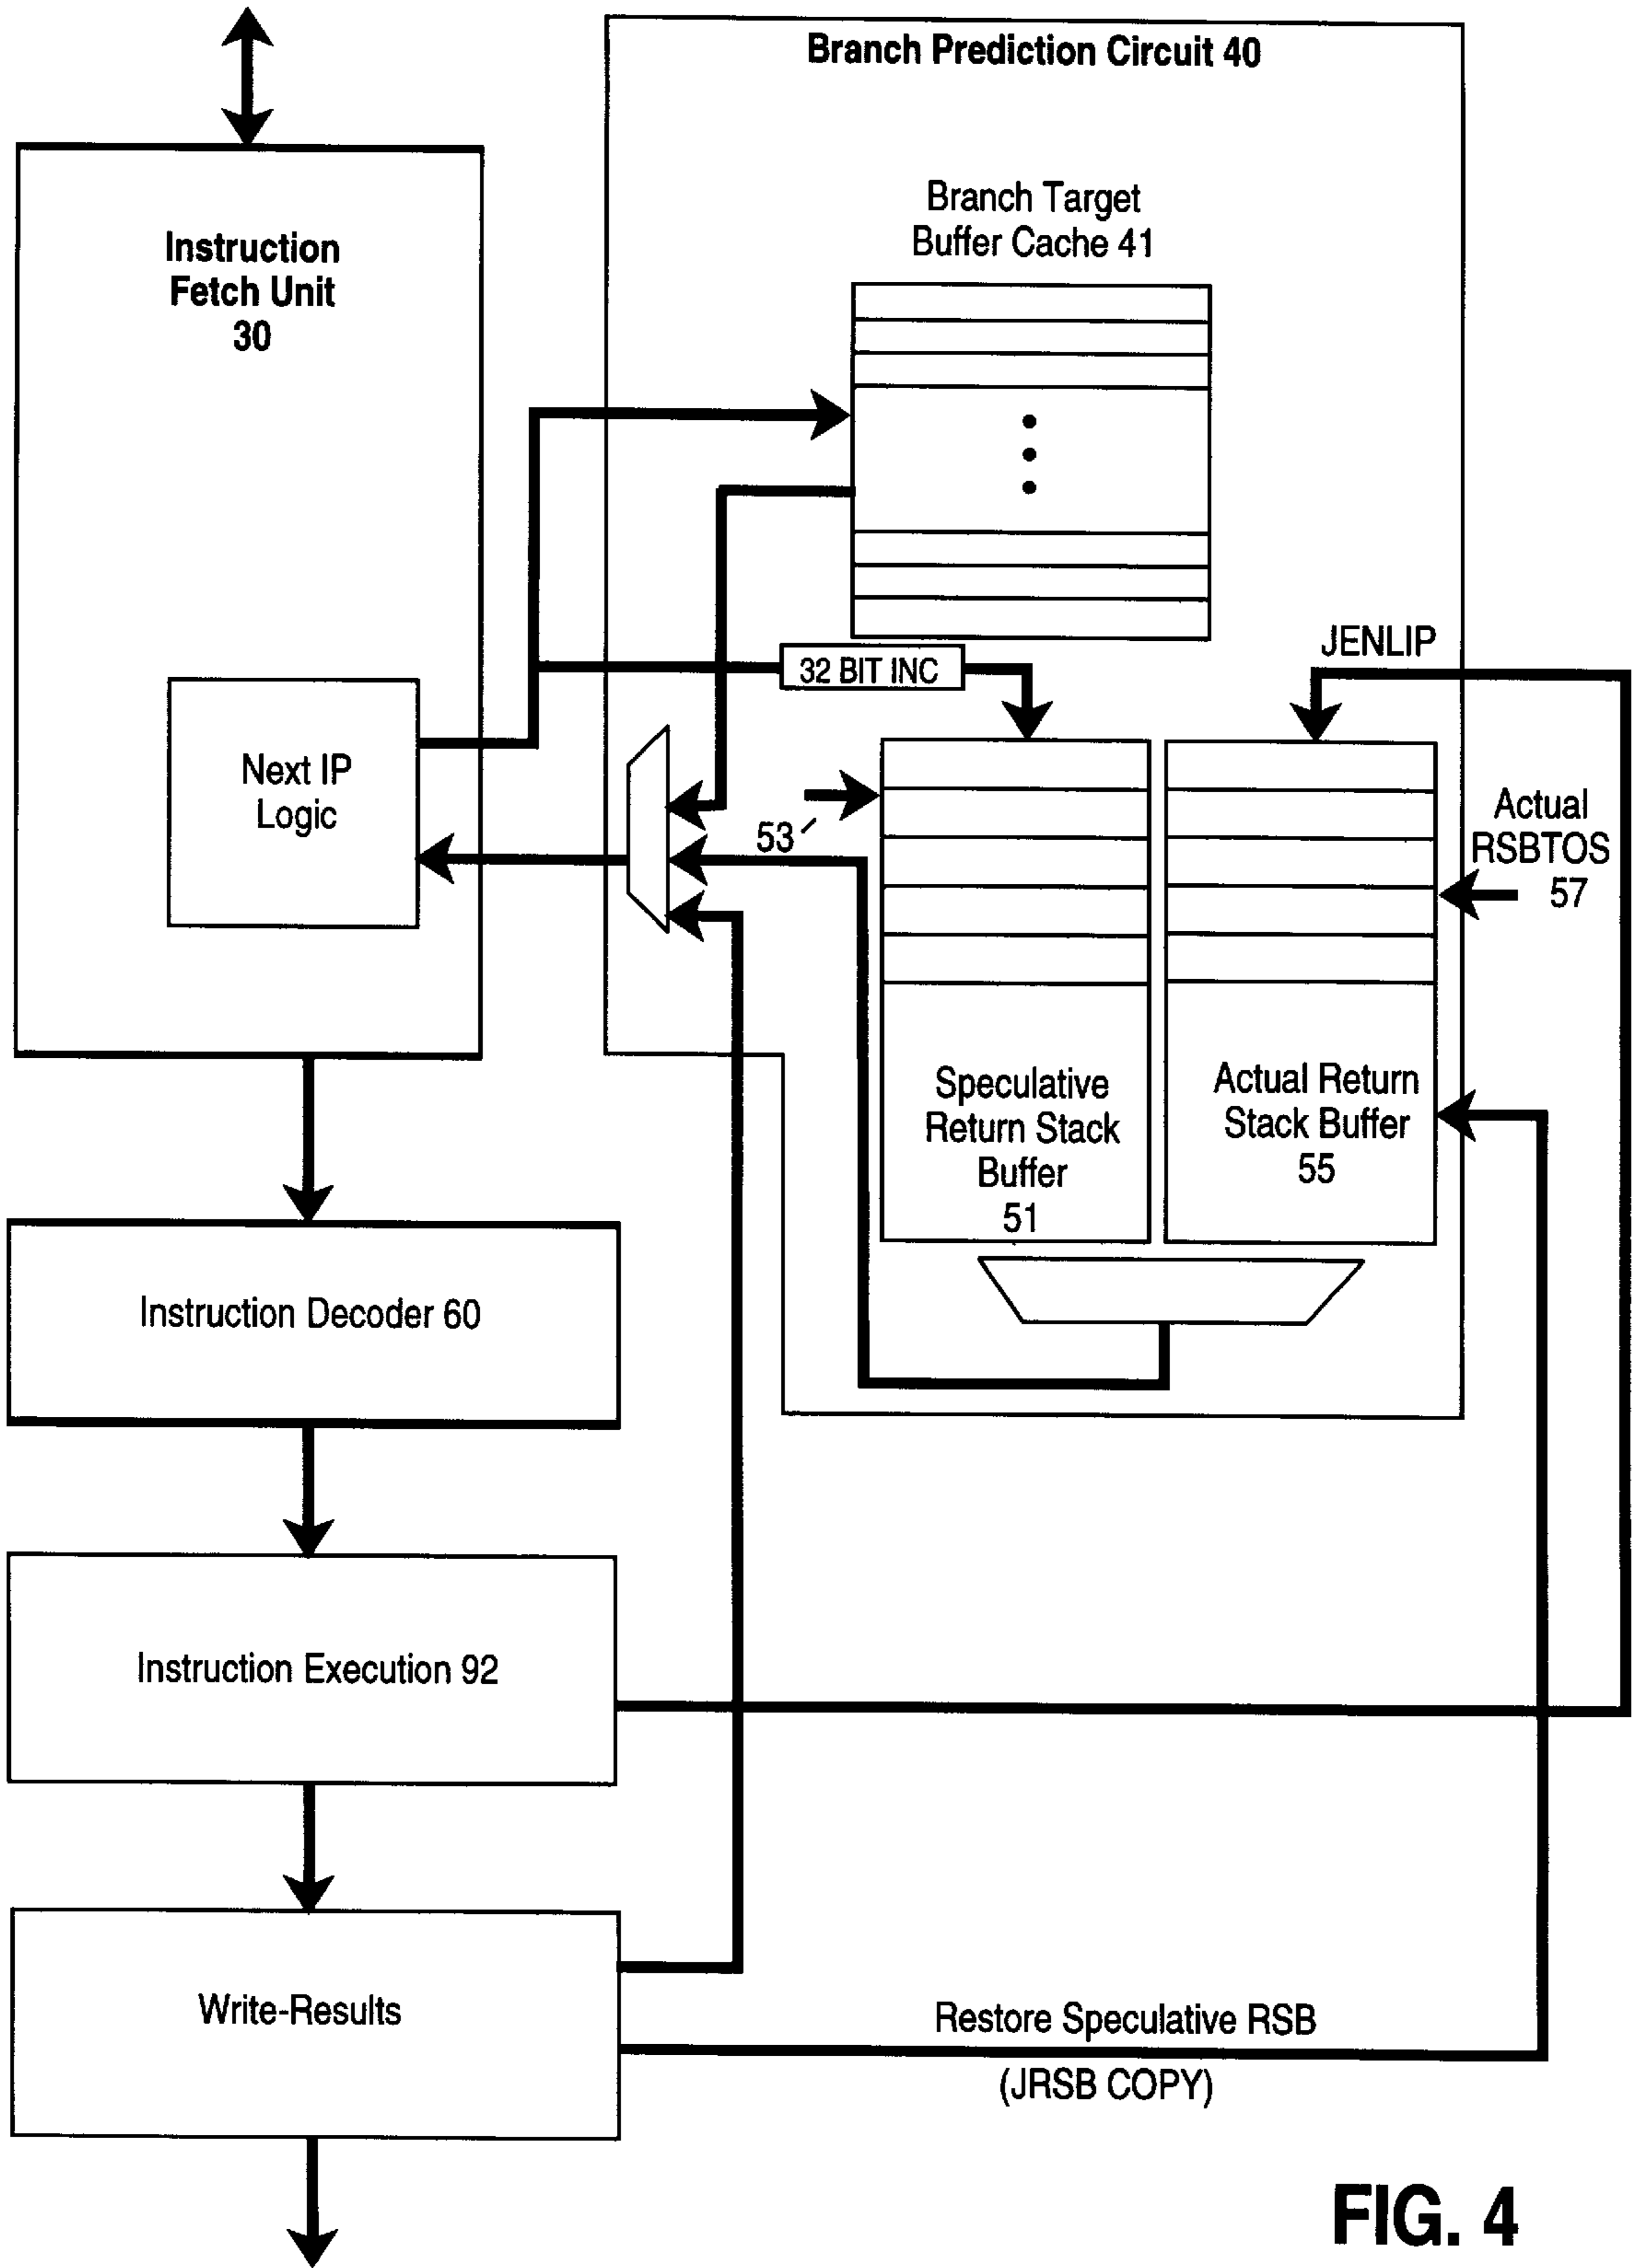 Branch Prediction Circuit 40
Instruction
Fetch Unit
30
Branch Target
Buffer Cache 41
JENLIP
32 BIT INC
Next IP
Logic
53
Actual
RSBTOS
57
Speculative
Return Stack
Buffer
51
Actual Return
Stack Buffer
55
Instruction Decoder 60
Instruction Execution 92
Write-Results
Restore Speculative RSB
(JRSB COPY)
FIG. 4